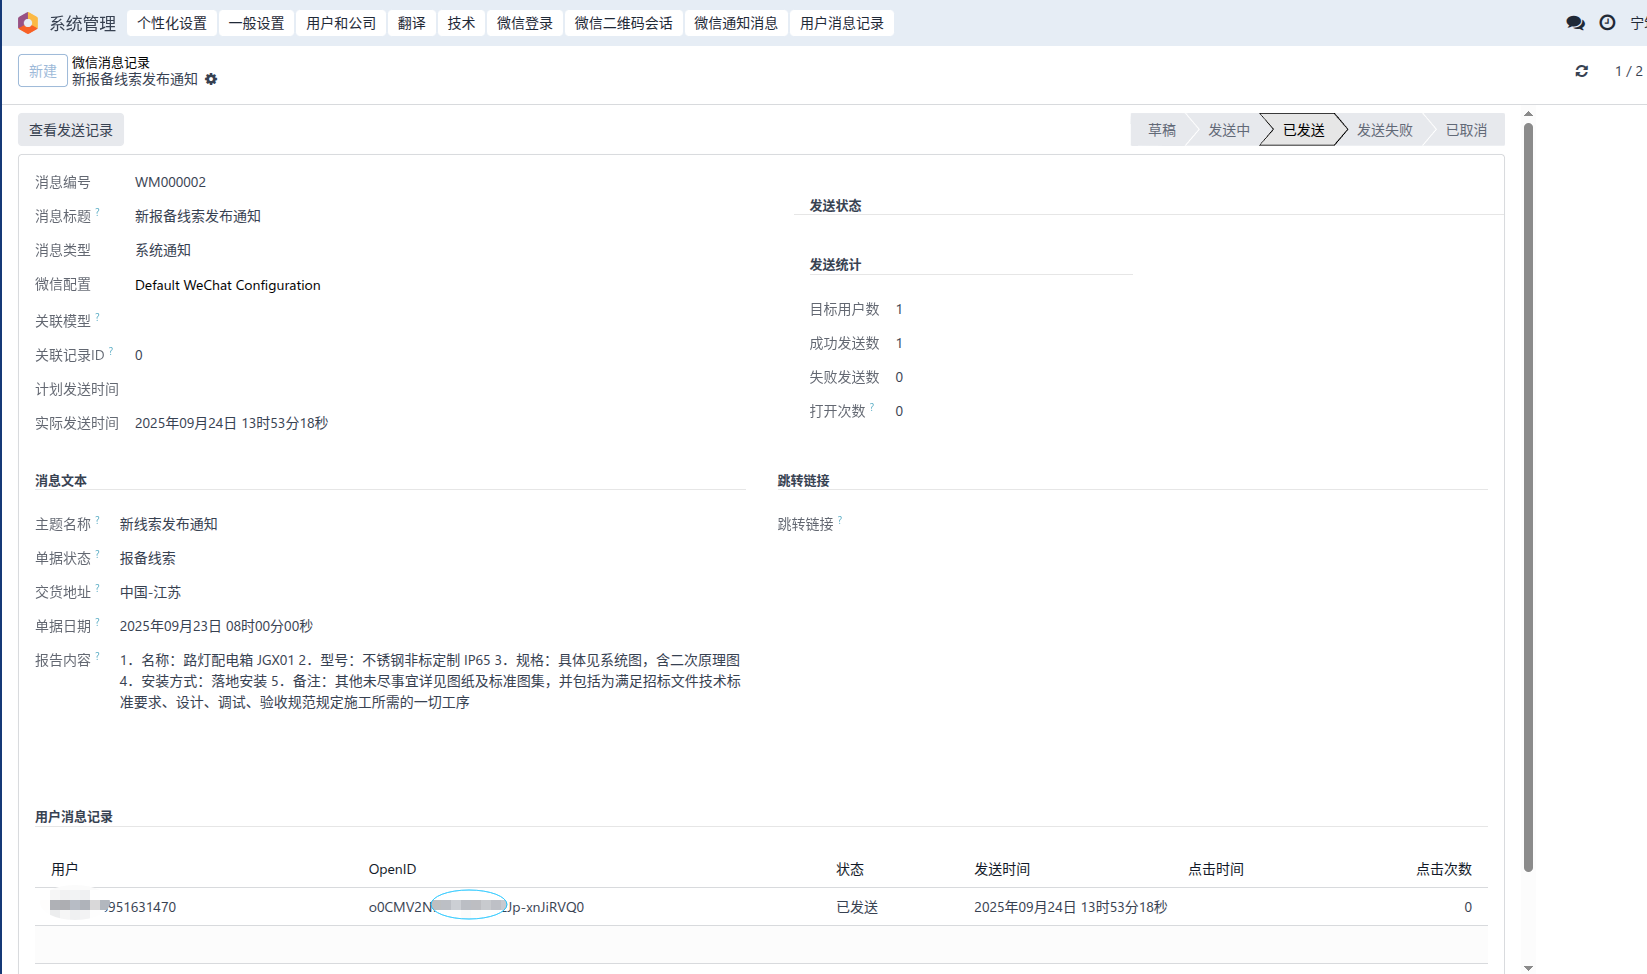 系统管理 个性化设置 一般设置 用户和公司 翻译 技术 微信登录 微信二维码会话 微信通知消息 用户消息记录
新建 微信消息记录
新报备线索发布通知
1 / 2
查看发送记录 草稿 发送中 已发送 发送失败 已取消
消息编号 WM000002
消息标题 ? 新报备线索发布通知
消息类型 系统通知
微信配置 Default WeChat Configuration
关联模型 ?
关联记录ID ? 0
计划发送时间
实际发送时间 2025年09月24日 13时53分18秒
发送状态
发送统计
目标用户数 1
成功发送数 1
失败发送数 0
打开次数 ? 0
消息文本
主题名称 ? 新线索发布通知
单据状态 ? 报备线索
交货地址 ? 中国-江苏
单据日期 ? 2025年09月23日 08时00分00秒
报告内容 ? 1．名称：路灯配电箱 JGX01 2．型号：不锈钢非标定制 IP65 3．规格：具体见系统图，含二次原理图
4．安装方式：落地安装 5．备注：其他未尽事宜详见图纸及标准图集，并包括为满足招标文件技术标
准要求、设计、调试、验收规范规定施工所需的一切工序
跳转链接
跳转链接 ?
用户消息记录
用户 OpenID 状态 发送时间 点击时间 点击次数
951631470 o0CMV2N Jp-xnJiRVQ0 已发送 2025年09月24日 13时53分18秒 0